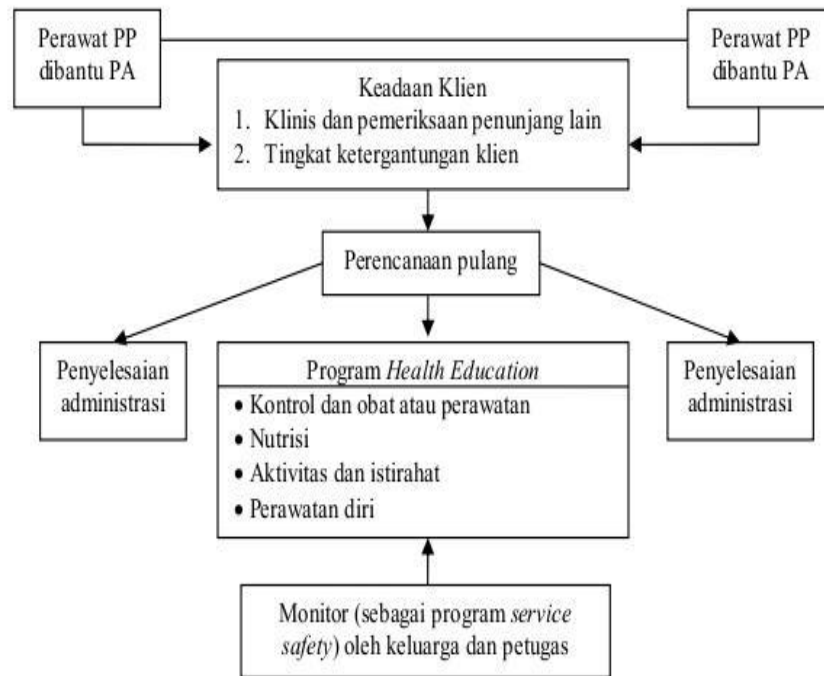 Perawat PP
dibantu PA
Perawat PP
dibantu PA
Keadaan Klien
1. Klinis dan pemeriksaan penunjang lain
2. Tingkat ketergantungan klien
Perencanaan pulang
Penyelesaian
administrasi
Program Health Education
• Kontrol dan obat atau perawatan
• Nutrisi
• Aktivitas dan istirahat
• Perawatan diri
Penyelesaian
administrasi
Monitor (sebagai program service
safety) oleh keluarga dan petugas